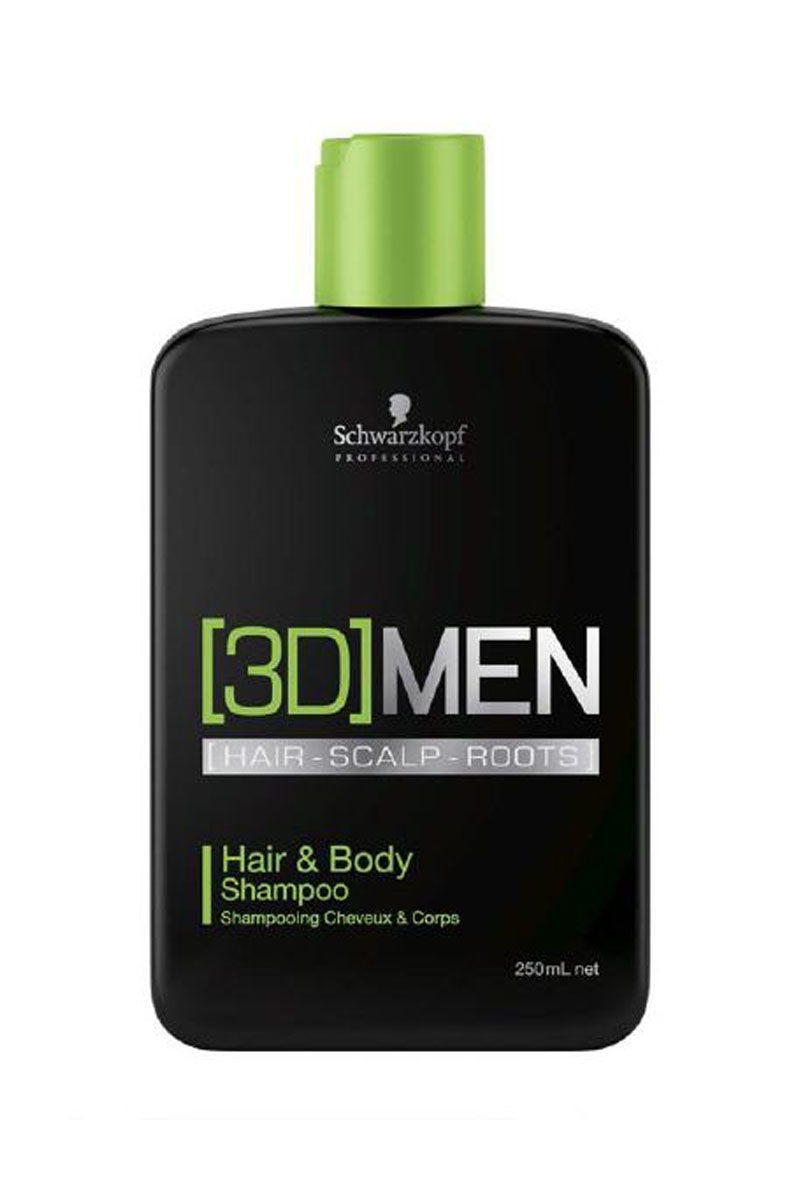 Schwarzkopf
PROFESSIONAL
[3D]MEN
[HAIR-SCALP-ROOTS]
Hair & Body
Shampoo
Shampooing Cheveux & Corps
250mL net